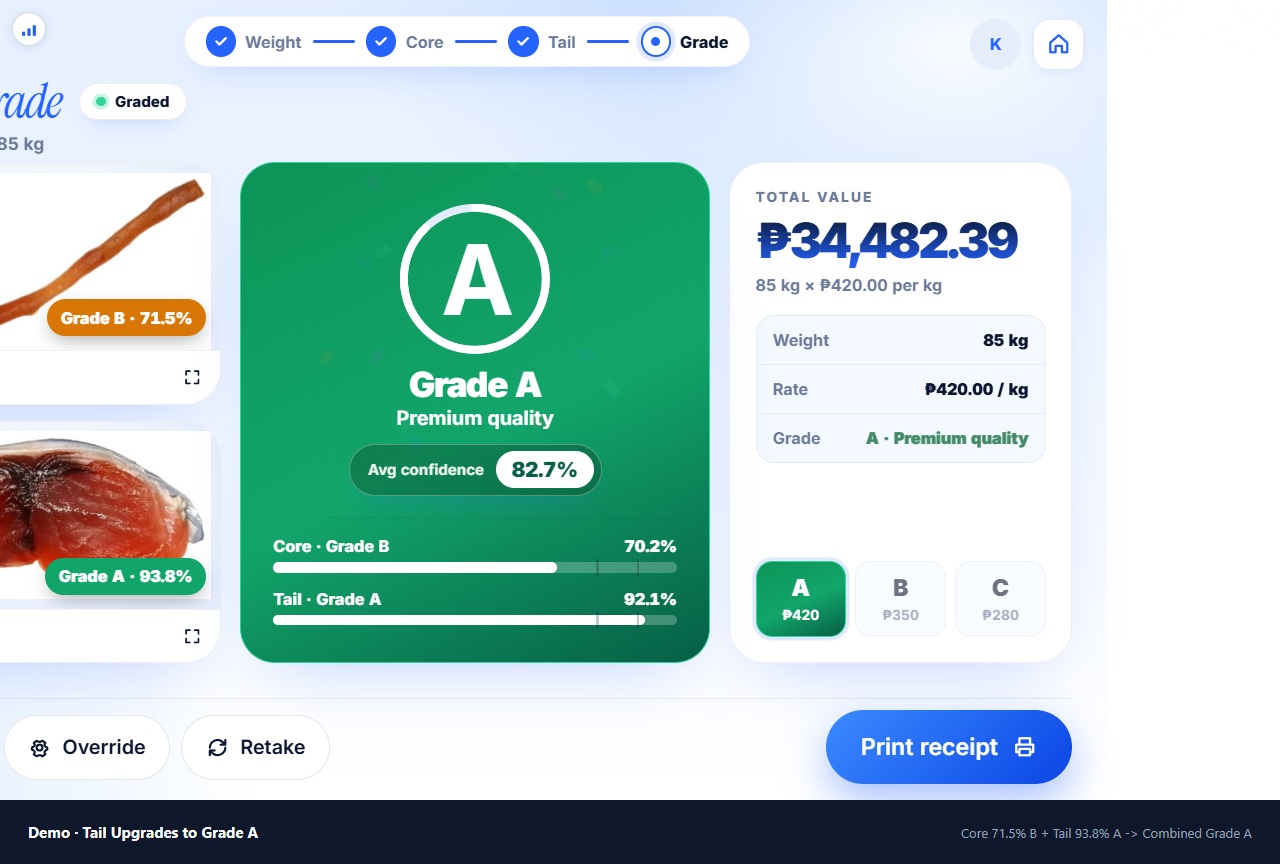 Weight
Core
Tail
Grade
K
rade
Graded
85 kg
Grade B · 71.5%
Grade A · 93.8%
A
Grade A
Premium quality
Avg confidence 82.7%
Core · Grade B 70.2%
Tail · Grade A 92.1%
TOTAL VALUE
₱34,482.39
85 kg × ₱420.00 per kg
Weight 85 kg
Rate ₱420.00 / kg
Grade A · Premium quality
A
₱420
B
₱350
C
₱280
Override
Retake
Print receipt
Demo · Tail Upgrades to Grade A
Core 71.5% B + Tail 93.8% A -> Combined Grade A